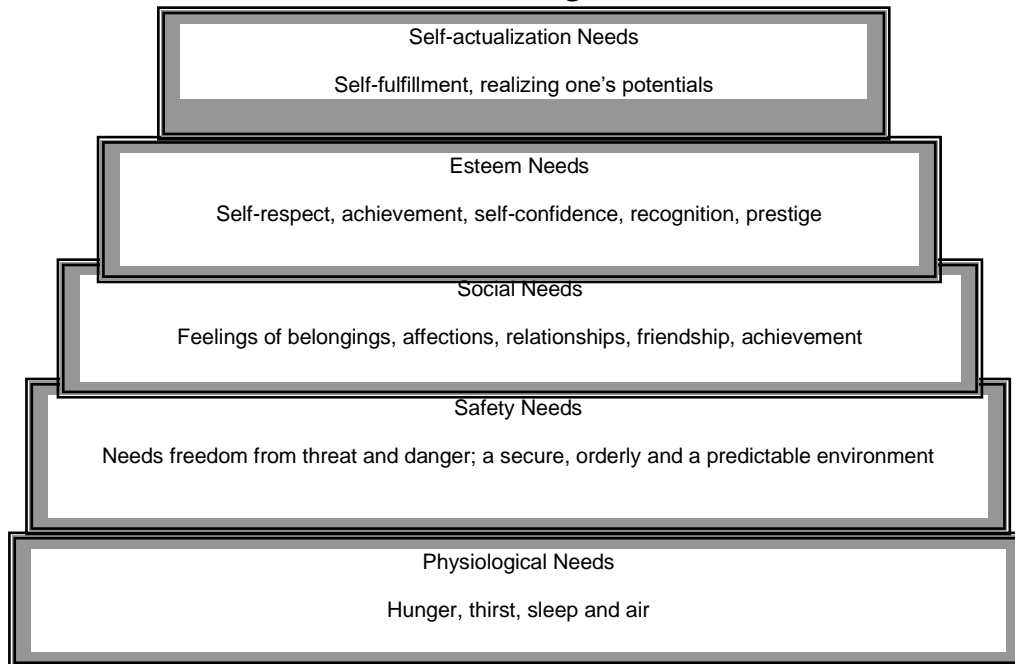 Self-actualization Needs
Self-fulfillment, realizing one's potentials
Esteem Needs
Self-respect, achievement, self-confidence, recognition, prestige
Social Needs
Feelings of belongings, affections, relationships, friendship, achievement
Safety Needs
Needs freedom from threat and danger; a secure, orderly and a predictable environment
Physiological Needs
Hunger, thirst, sleep and air